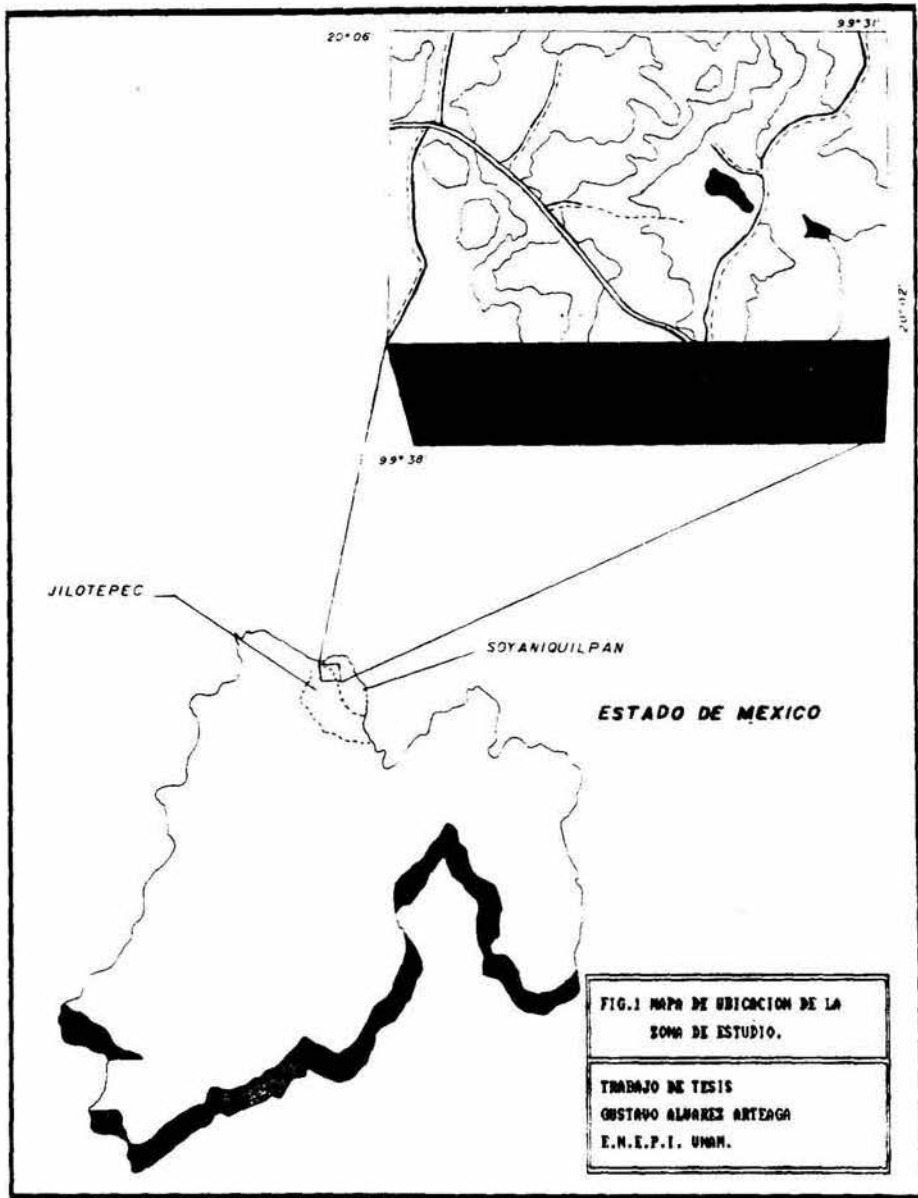 20° 06'
99° 31'
20° 02'
99° 38'
JILOTEPEC
SOYANIQUILPAN
ESTADO DE MEXICO
FIG.1 MAPA DE UBICACION DE LA
ZONA DE ESTUDIO.
TRABAJO DE TESIS
GUSTAVO ALVAREZ ARTEAGA
E.N.E.P.I. UNAM.